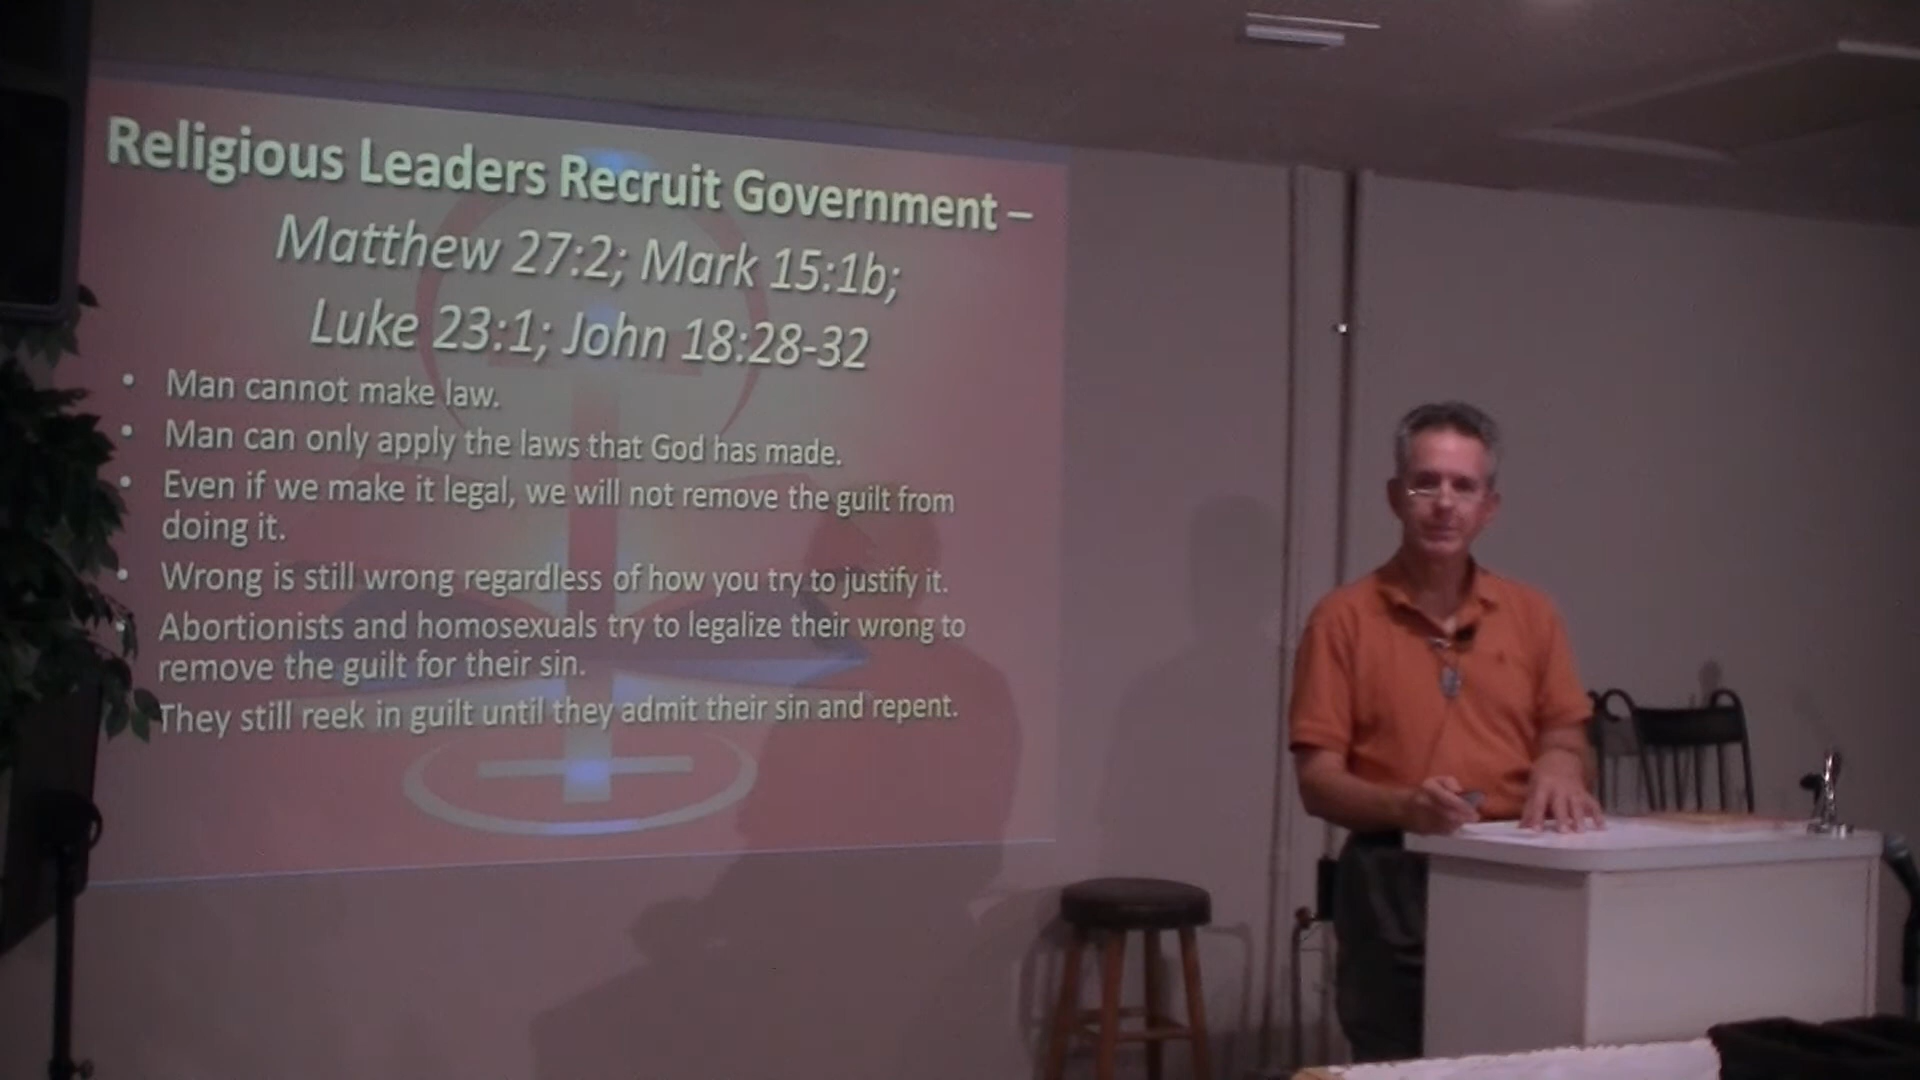 Religious Leaders Recruit Government –
Matthew 27:2; Mark 15:1b;
Luke 23:1; John 18:28-32
• Man cannot make law.
• Man can only apply the laws that God has made.
• Even if we make it legal, we will not remove the guilt from
doing it.
• Wrong is still wrong regardless of how you try to justify it.
• Abortionists and homosexuals try to legalize their wrong to
remove the guilt for their sin.
They still reek in guilt until they admit their sin and repent.